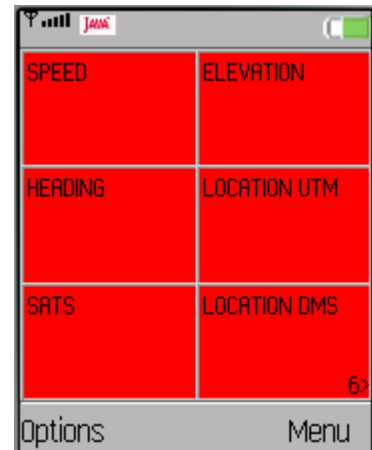 JAVA
SPEED
ELEVATION
HEADING
LOCATION UTM
SATS
LOCATION DMS
6>
Options
Menu